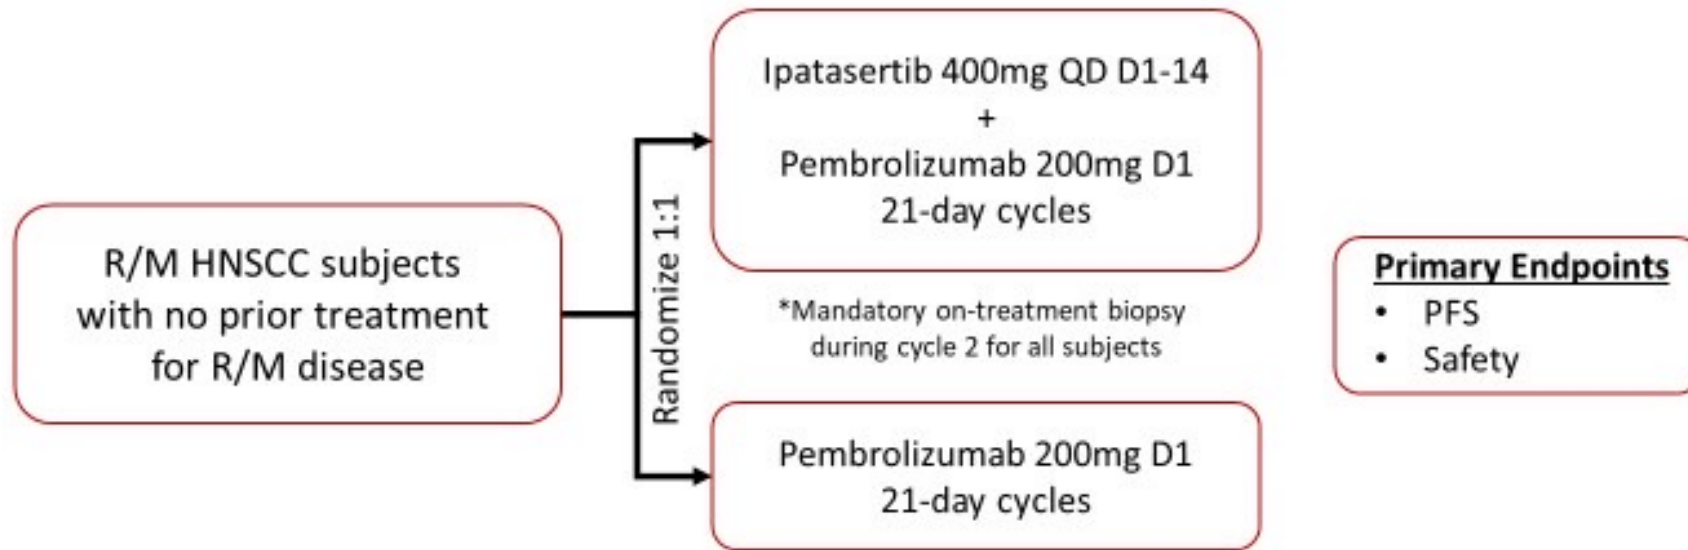 R/M HNSCC subjects
with no prior treatment
for R/M disease
Randomize 1:1
Ipatasertib 400mg QD D1-14
+
Pembrolizumab 200mg D1
21-day cycles
*Mandatory on-treatment biopsy
during cycle 2 for all subjects
Pembrolizumab 200mg D1
21-day cycles
Primary Endpoints
• PFS
• Safety